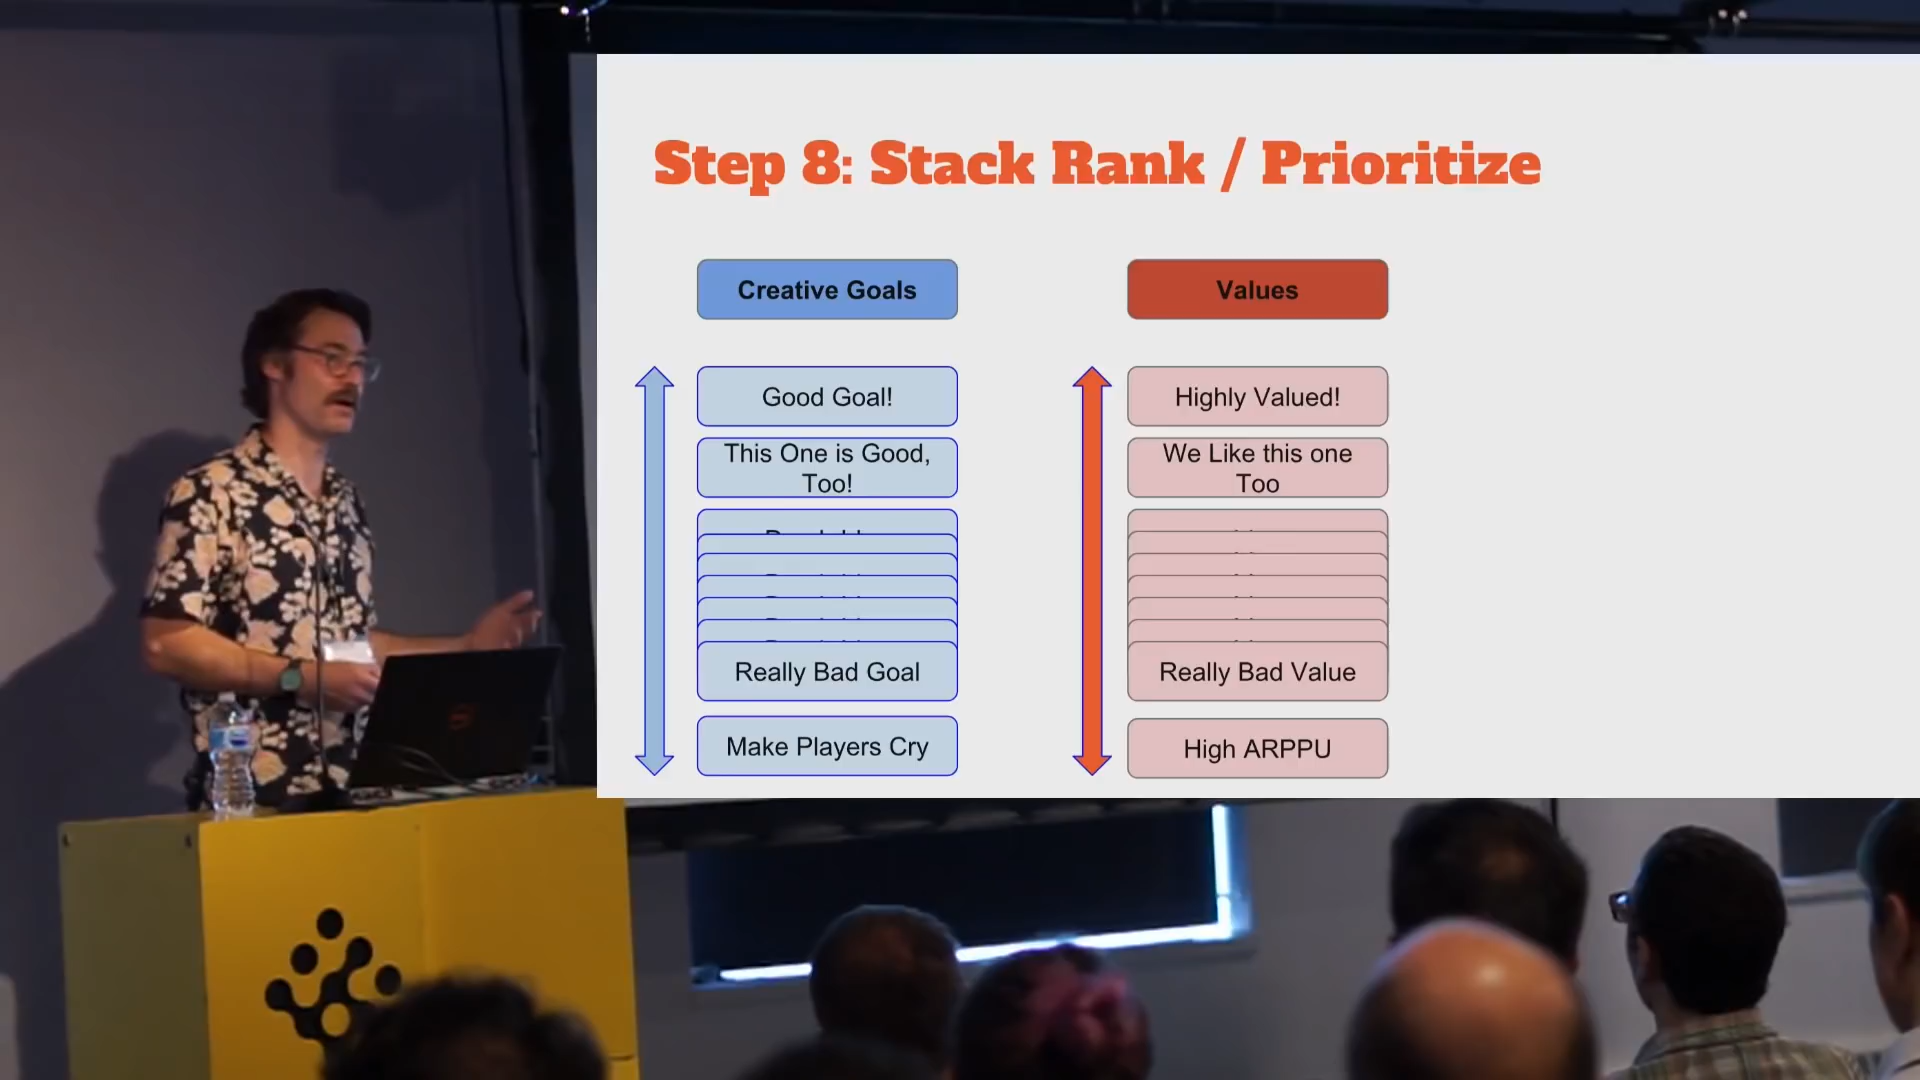 Step 8: Stack Rank / Prioritize
Creative Goals
Good Goal!
This One is Good,
Too!
Really Bad Goal
Make Players Cry
Values
Highly Valued!
We Like this one
Too
Really Bad Value
High ARPPU